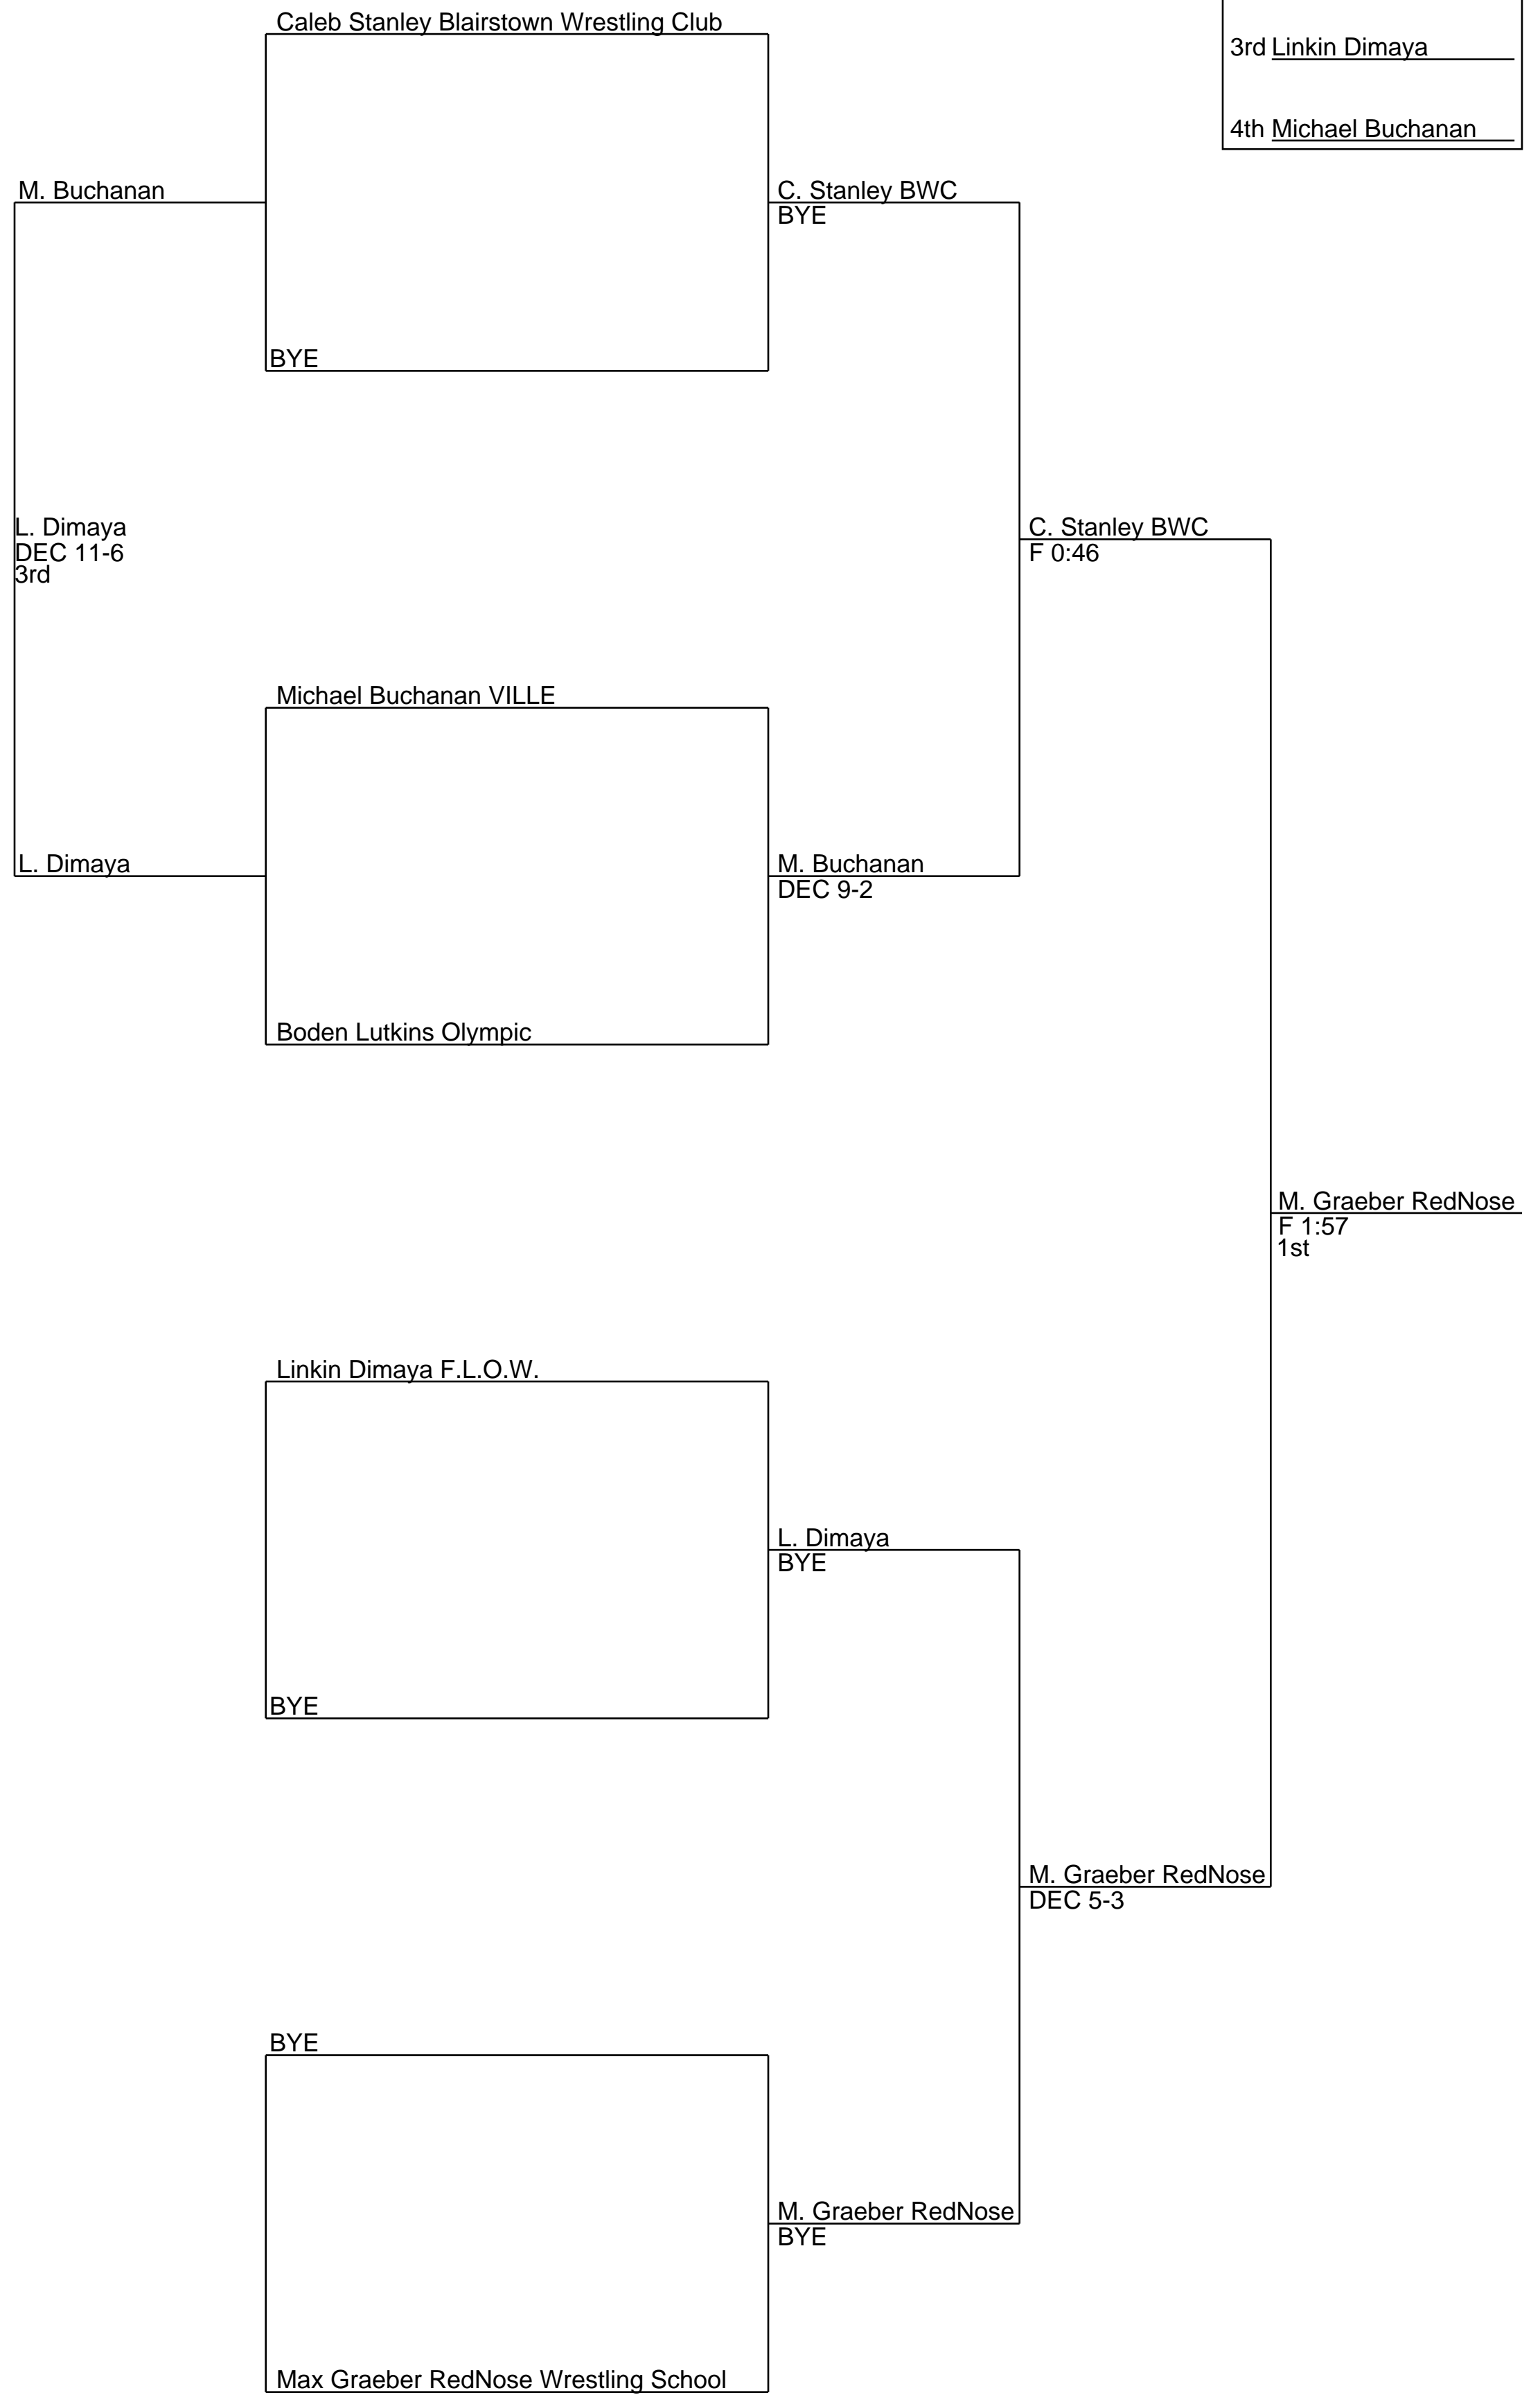 Caleb Stanley Blairstown Wrestling Club
3rd Linkin Dimaya
4th Michael Buchanan
M. Buchanan
C. Stanley BWC
BYE
BYE
L. Dimaya
DEC 11-6
3rd
C. Stanley BWC
F 0:46
Michael Buchanan VILLE
L. Dimaya
M. Buchanan
DEC 9-2
Boden Lutkins Olympic
M. Graeber RedNose
F 1:57
1st
Linkin Dimaya F.L.O.W.
L. Dimaya
BYE
BYE
M. Graeber RedNose
DEC 5-3
BYE
M. Graeber RedNose
BYE
Max Graeber RedNose Wrestling School